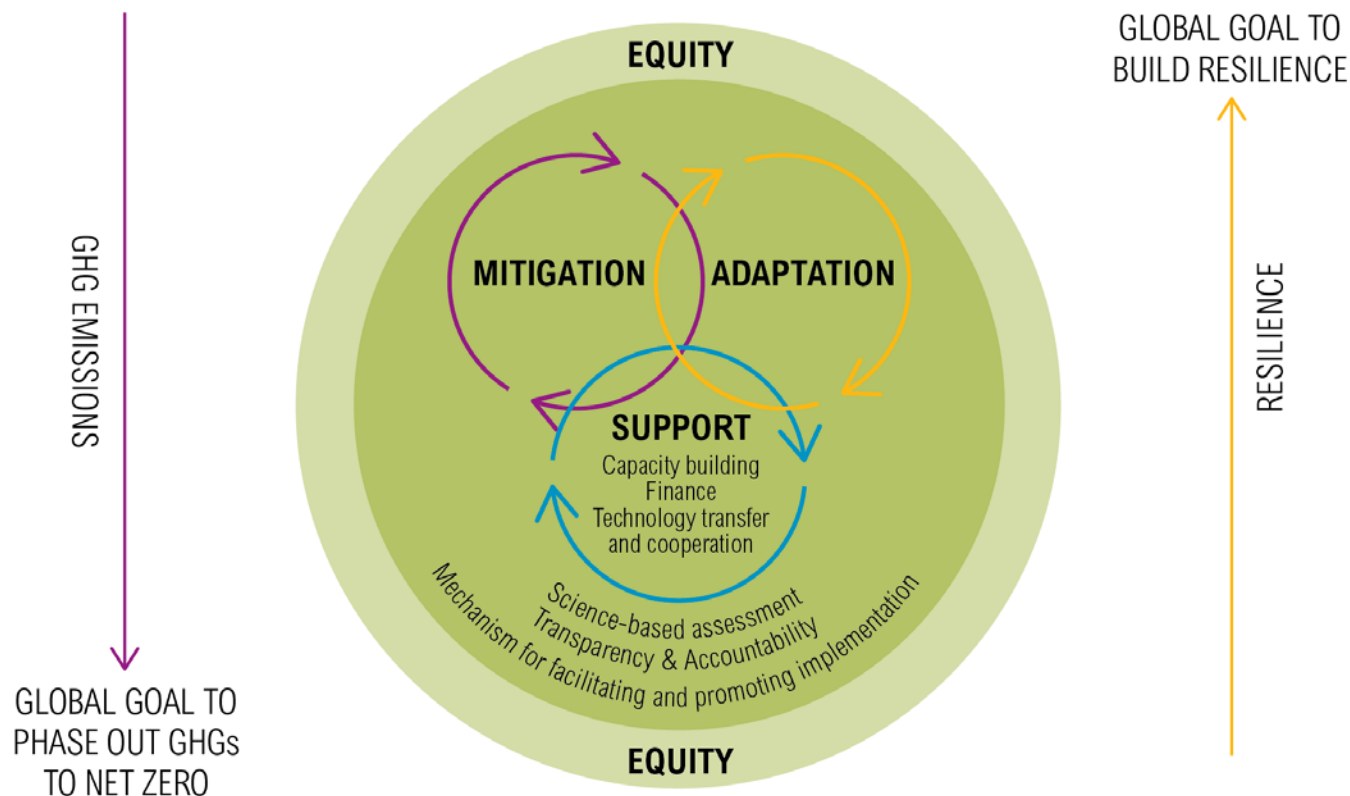 GLOBAL GOAL TO
BUILD RESILIENCE
EQUITY
GHG EMISSIONS
MITIGATION
ADAPTATION
RESILIENCE
SUPPORT
Capacity building
Finance
Technology transfer
and cooperation
Science-based assessment
Transparency & Accountability
Mechanism for facilitating and promoting implementation
GLOBAL GOAL TO
PHASE OUT GHGs
TO NET ZERO
EQUITY